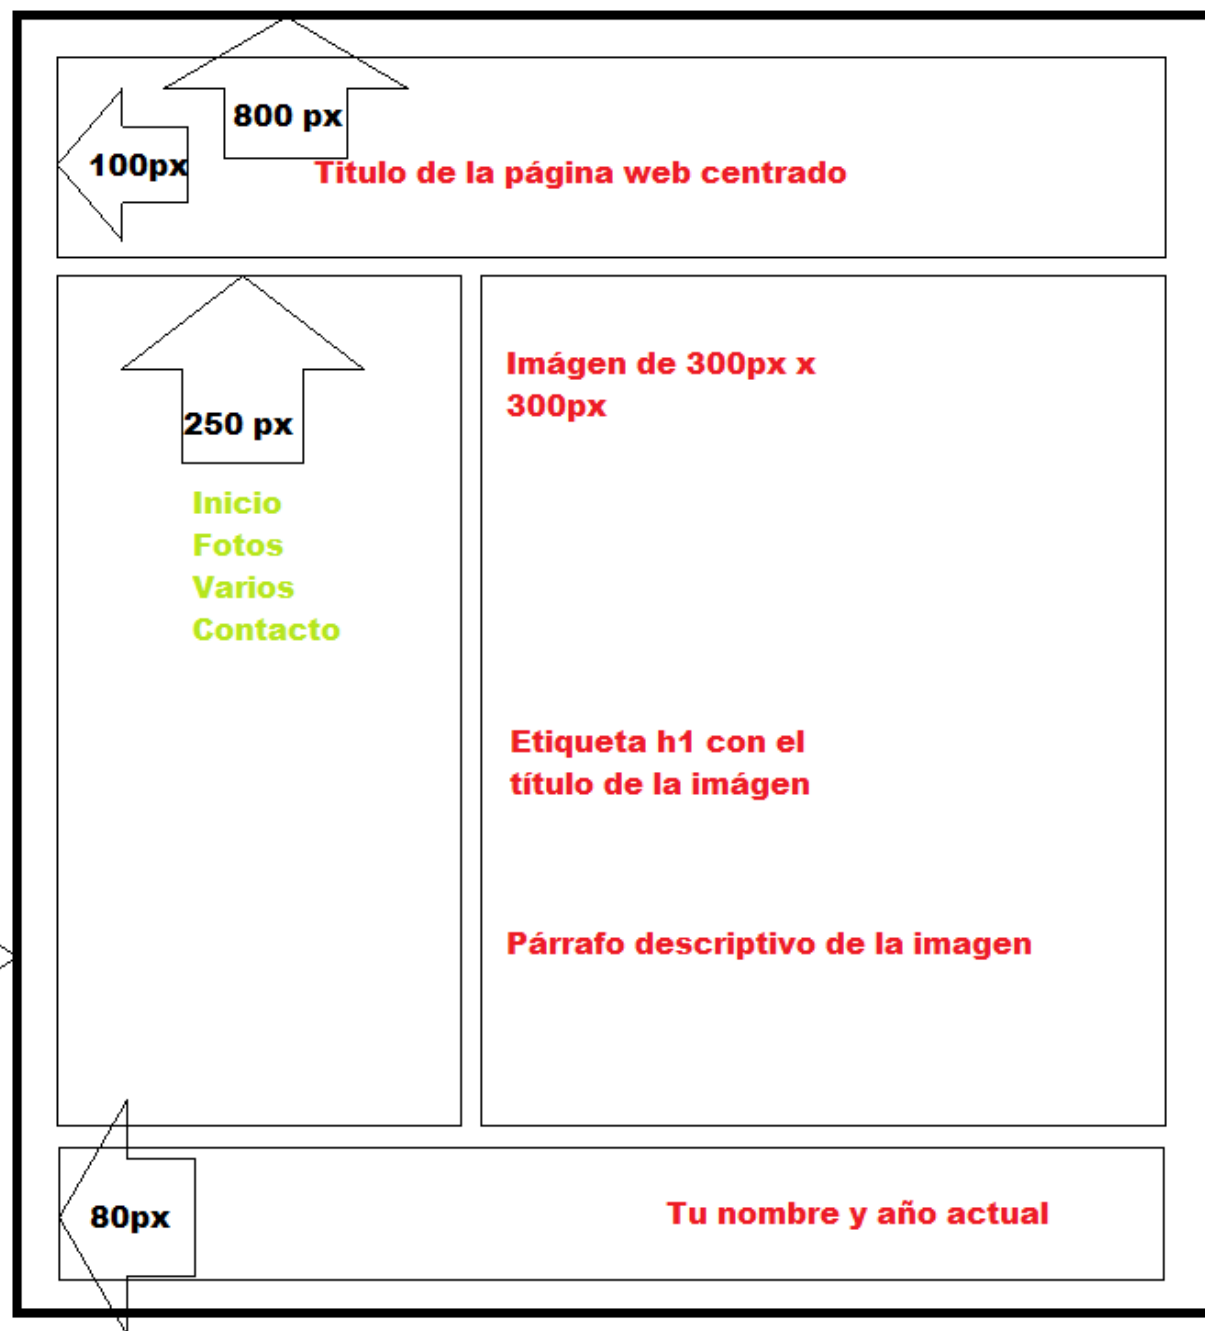 800 px
100px
Titulo de la página web centrado
250 px
Inicio
Fotos
Varios
Contacto
Imágen de 300px x
300px
Etiqueta h1 con el
título de la imágen
Párrafo descriptivo de la imagen
80px
Tu nombre y año actual